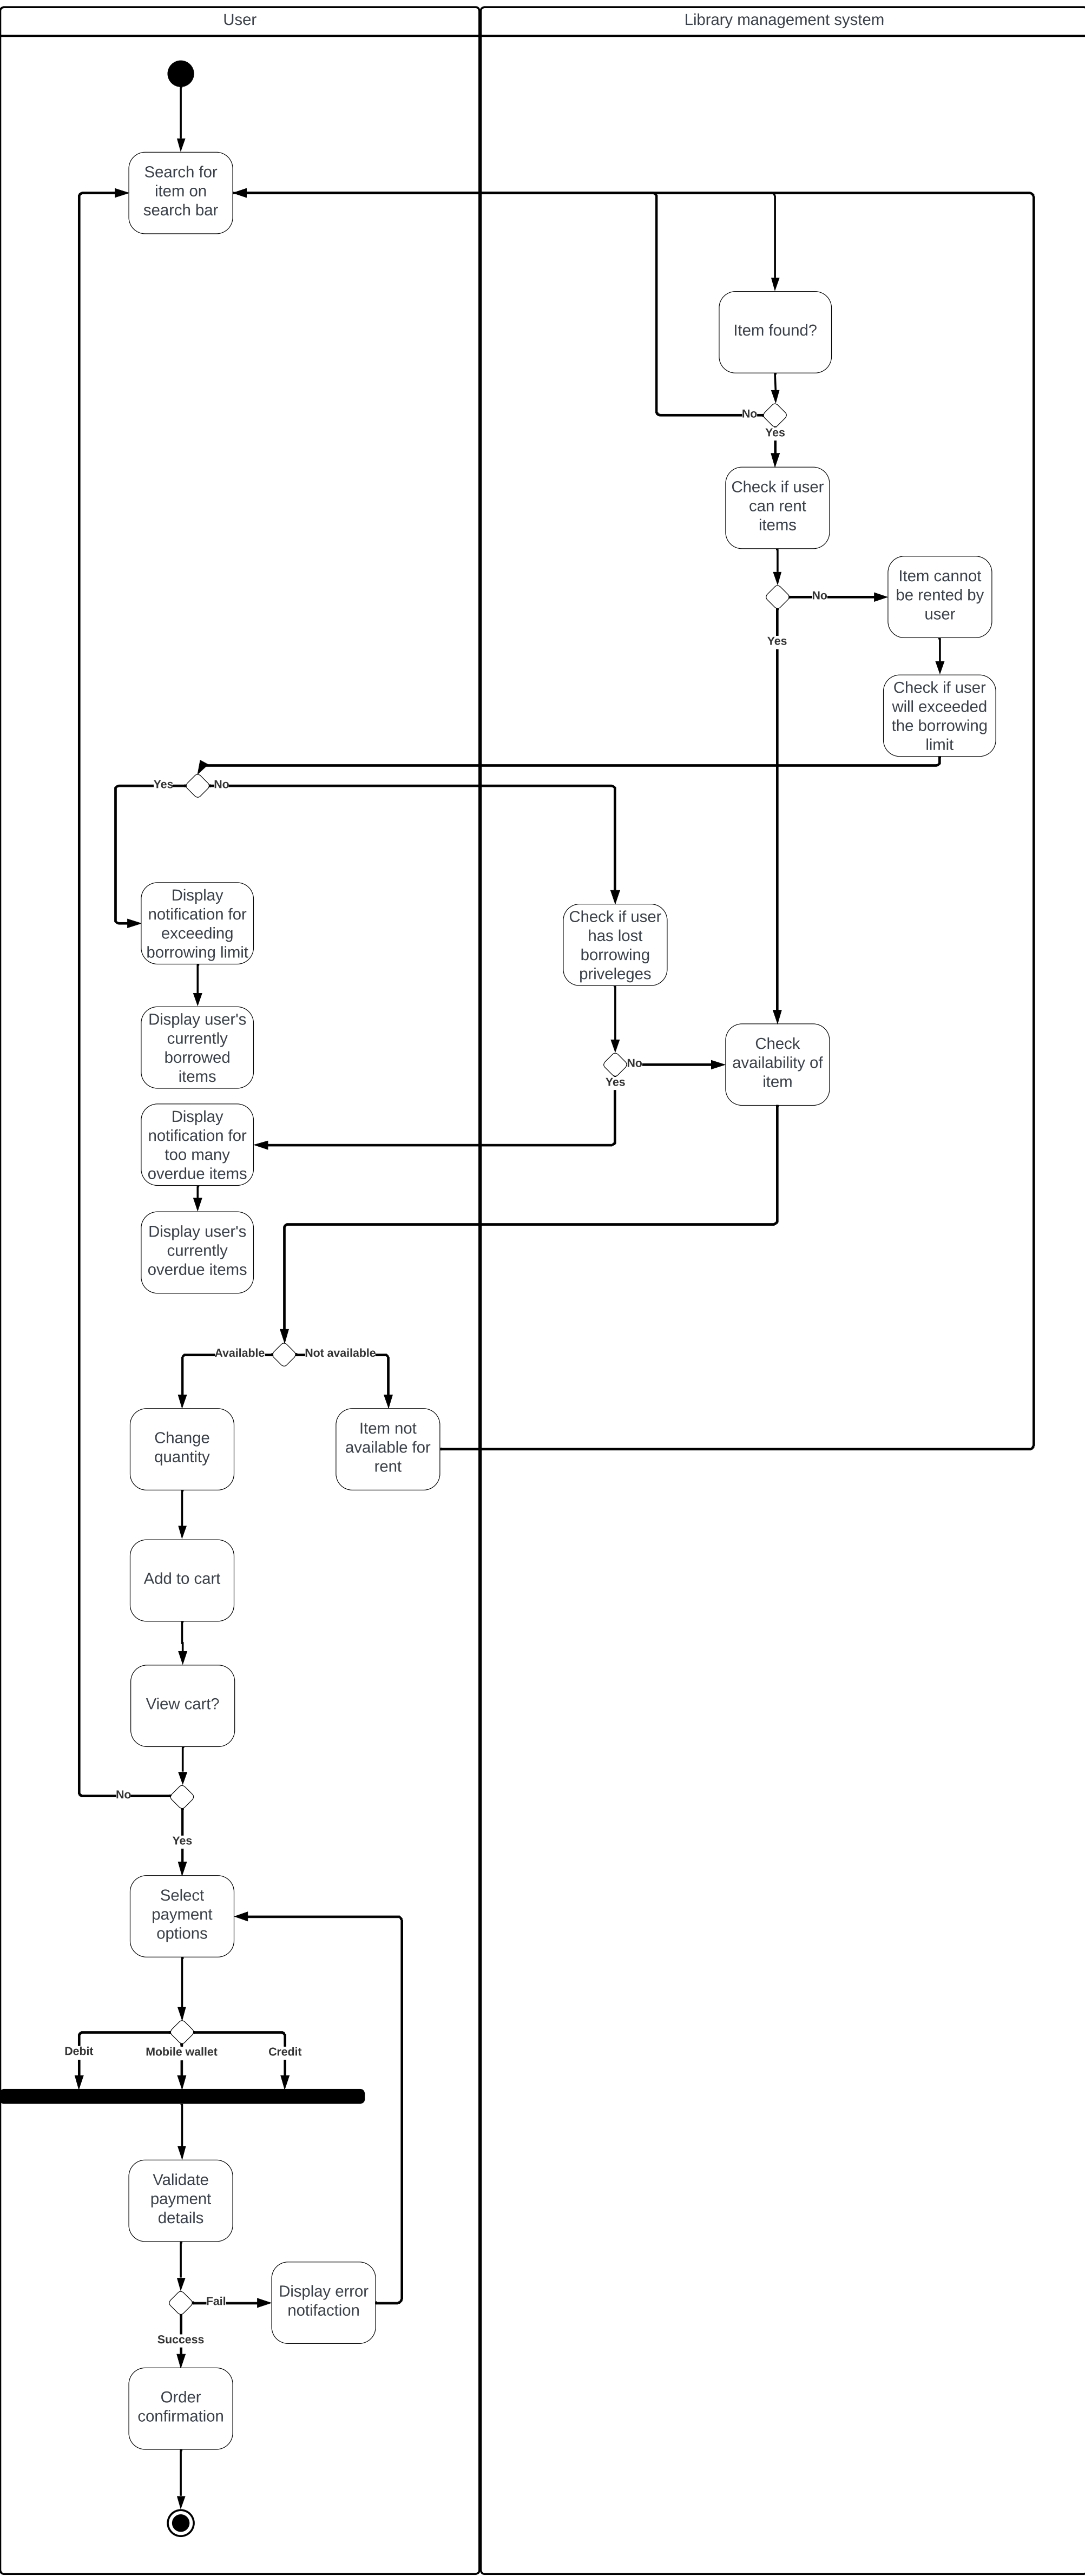 User
Library management system
Search for
item on
search bar
Item found?
No
Yes
Check if user
can rent
items
No
Yes
Item cannot
be rented by
user
Check if user
will exceeded
the borrowing
limit
Yes
No
Display
notification for
exceeding
borrowing limit
Check if user
has lost
borrowing
priveleges
Display user's
currently
borrowed
items
No
Yes
Check
availability of
item
Display
notification for
too many
overdue items
Display user's
currently
overdue items
Available
Not available
Change
quantity
Item not
available for
rent
Add to cart
View cart?
No
Yes
Select
payment
options
Debit
Mobile wallet
Credit
Validate
payment
details
Fail
Display error
notifaction
Success
Order
confirmation